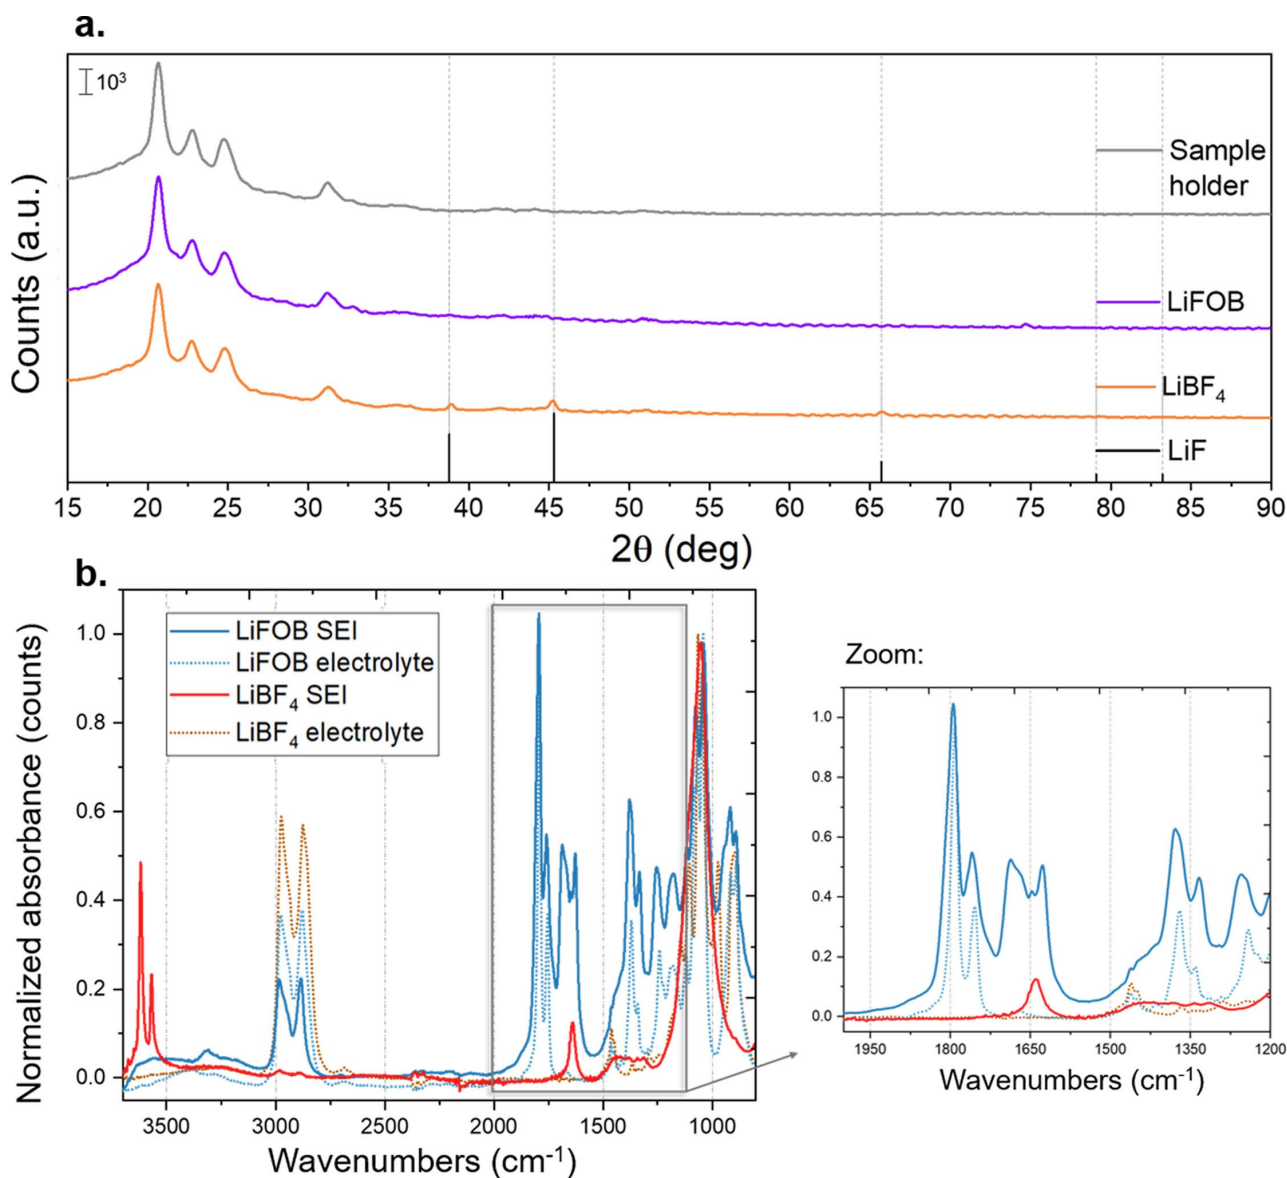 a.
10³
Sample
holder
LiFOB
LiBF₄
LiF
Counts (a.u.)
15 20 25 30 35 40 45 50 55 60 65 70 75 80 85 90
2θ (deg)
b.
LiFOB SEI
LiFOB electrolyte
LiBF₄ SEI
LiBF₄ electrolyte
Normalized absorbance (counts)
1.0
0.8
0.6
0.4
0.2
0.0
3500 3000 2500 2000 1500 1000
Wavenumbers (cm⁻¹)
Zoom:
1.0
0.8
0.6
0.4
0.2
0.0
1950 1800 1650 1500 1350 1200
Wavenumbers (cm⁻¹)